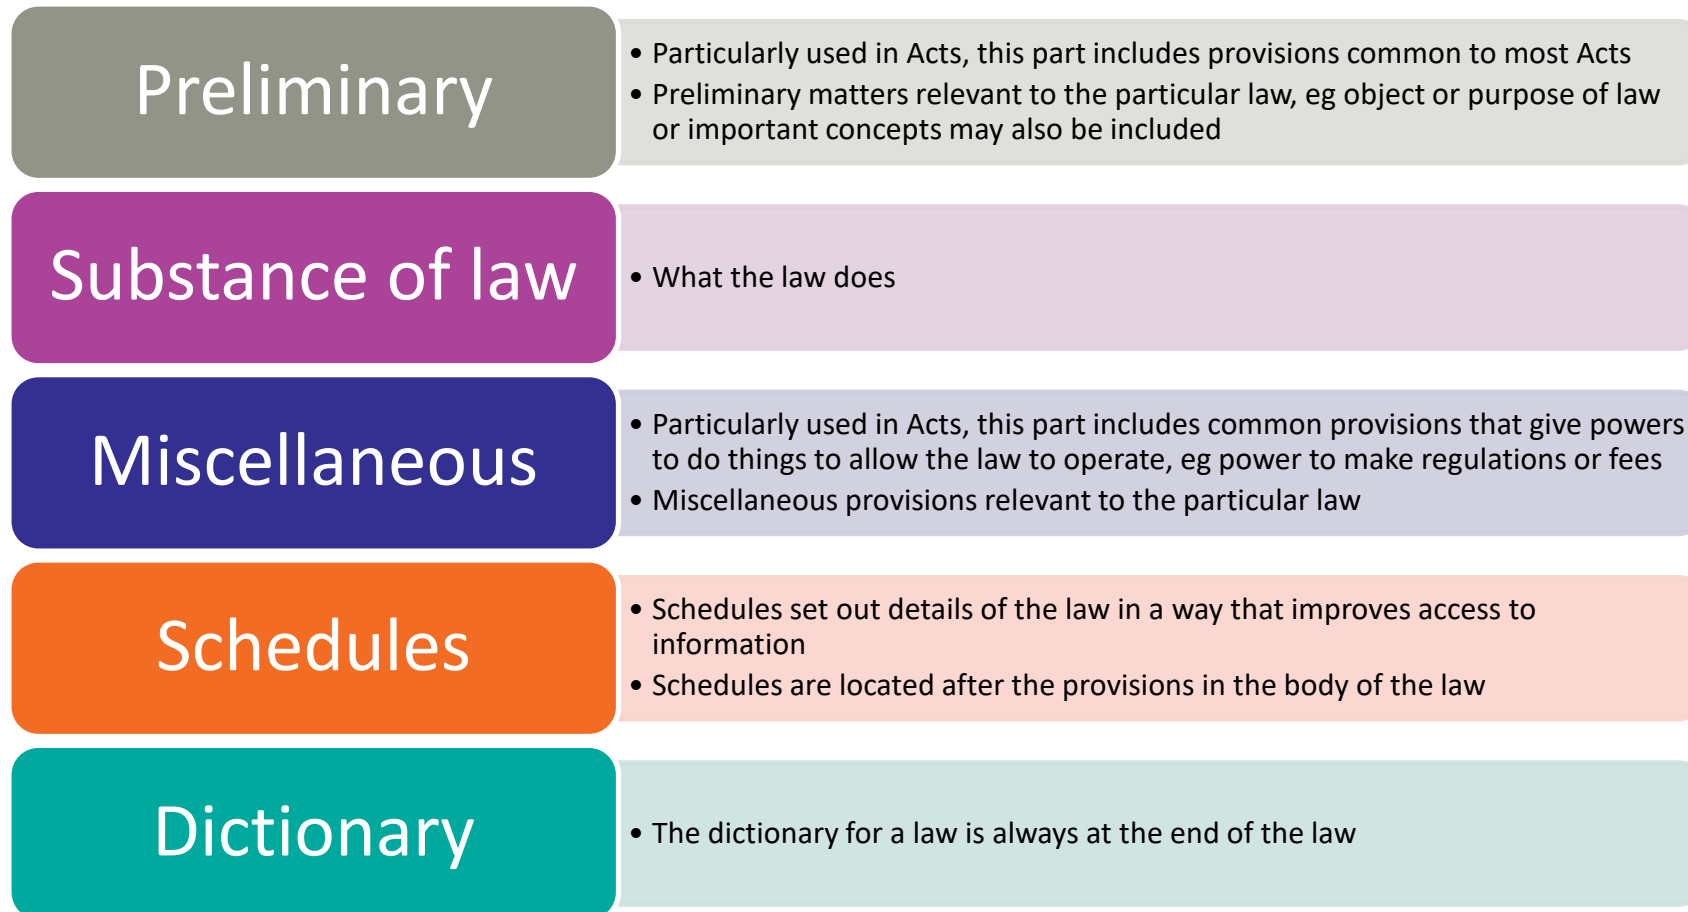 Preliminary
• Particularly used in Acts, this part includes provisions common to most Acts
• Preliminary matters relevant to the particular law, eg object or purpose of law
or important concepts may also be included
Substance of law
• What the law does
Miscellaneous
• Particularly used in Acts, this part includes common provisions that give powers
to do things to allow the law to operate, eg power to make regulations or fees
• Miscellaneous provisions relevant to the particular law
Schedules
• Schedules set out details of the law in a way that improves access to
information
• Schedules are located after the provisions in the body of the law
Dictionary
• The dictionary for a law is always at the end of the law